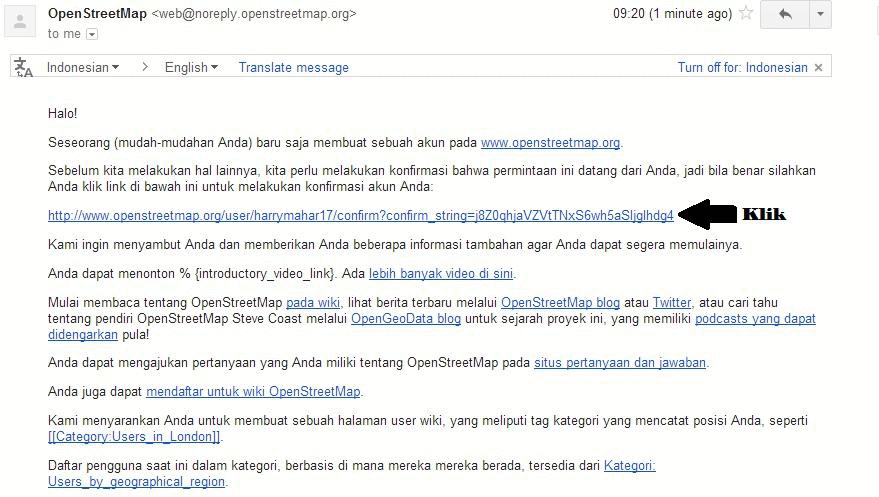 OpenStreetMap <web@noreply.openstreetmap.org> 09:20 (1 minute ago)
to me
Indonesian > English Translate message Turn off for: Indonesian ×
Halo!
Seseorang (mudah-mudahan Anda) baru saja membuat sebuah akun pada www.openstreetmap.org.
Sebelum kita melakukan hal lainnya, kita perlu melakukan konfirmasi bahwa permintaan ini datang dari Anda, jadi bila benar silahkan
Anda klik link di bawah ini untuk melakukan konfirmasi akun Anda:
http://www.openstreetmap.org/user/harrymahar17/confirm?confirm_string=j8Z0qhjaVZVtTNxS6wh5aSIjglhdg4 Klik
Kami ingin menyambut Anda dan memberikan Anda beberapa informasi tambahan agar Anda dapat segera memulainya.
Anda dapat menonton % {introductory_video_link}. Ada lebih banyak video di sini.
Mulai membaca tentang OpenStreetMap pada wiki, lihat berita terbaru melalui OpenStreetMap blog atau Twitter, atau cari tahu
tentang pendiri OpenStreetMap Steve Coast melalui OpenGeoData blog untuk sejarah proyek ini, yang memiliki podcasts yang dapat
didengarkan pula!
Anda dapat mengajukan pertanyaan yang Anda miliki tentang OpenStreetMap pada situs pertanyaan dan jawaban.
Anda juga dapat mendaftar untuk wiki OpenStreetMap.
Kami menyarankan Anda untuk membuat sebuah halaman user wiki, yang meliputi tag kategori yang mencatat posisi Anda, seperti
[[Category:Users_in_London]].
Daftar pengguna saat ini dalam kategori, berbasis di mana mereka mereka berada, tersedia dari Kategori:
Users_by_geographical_region.